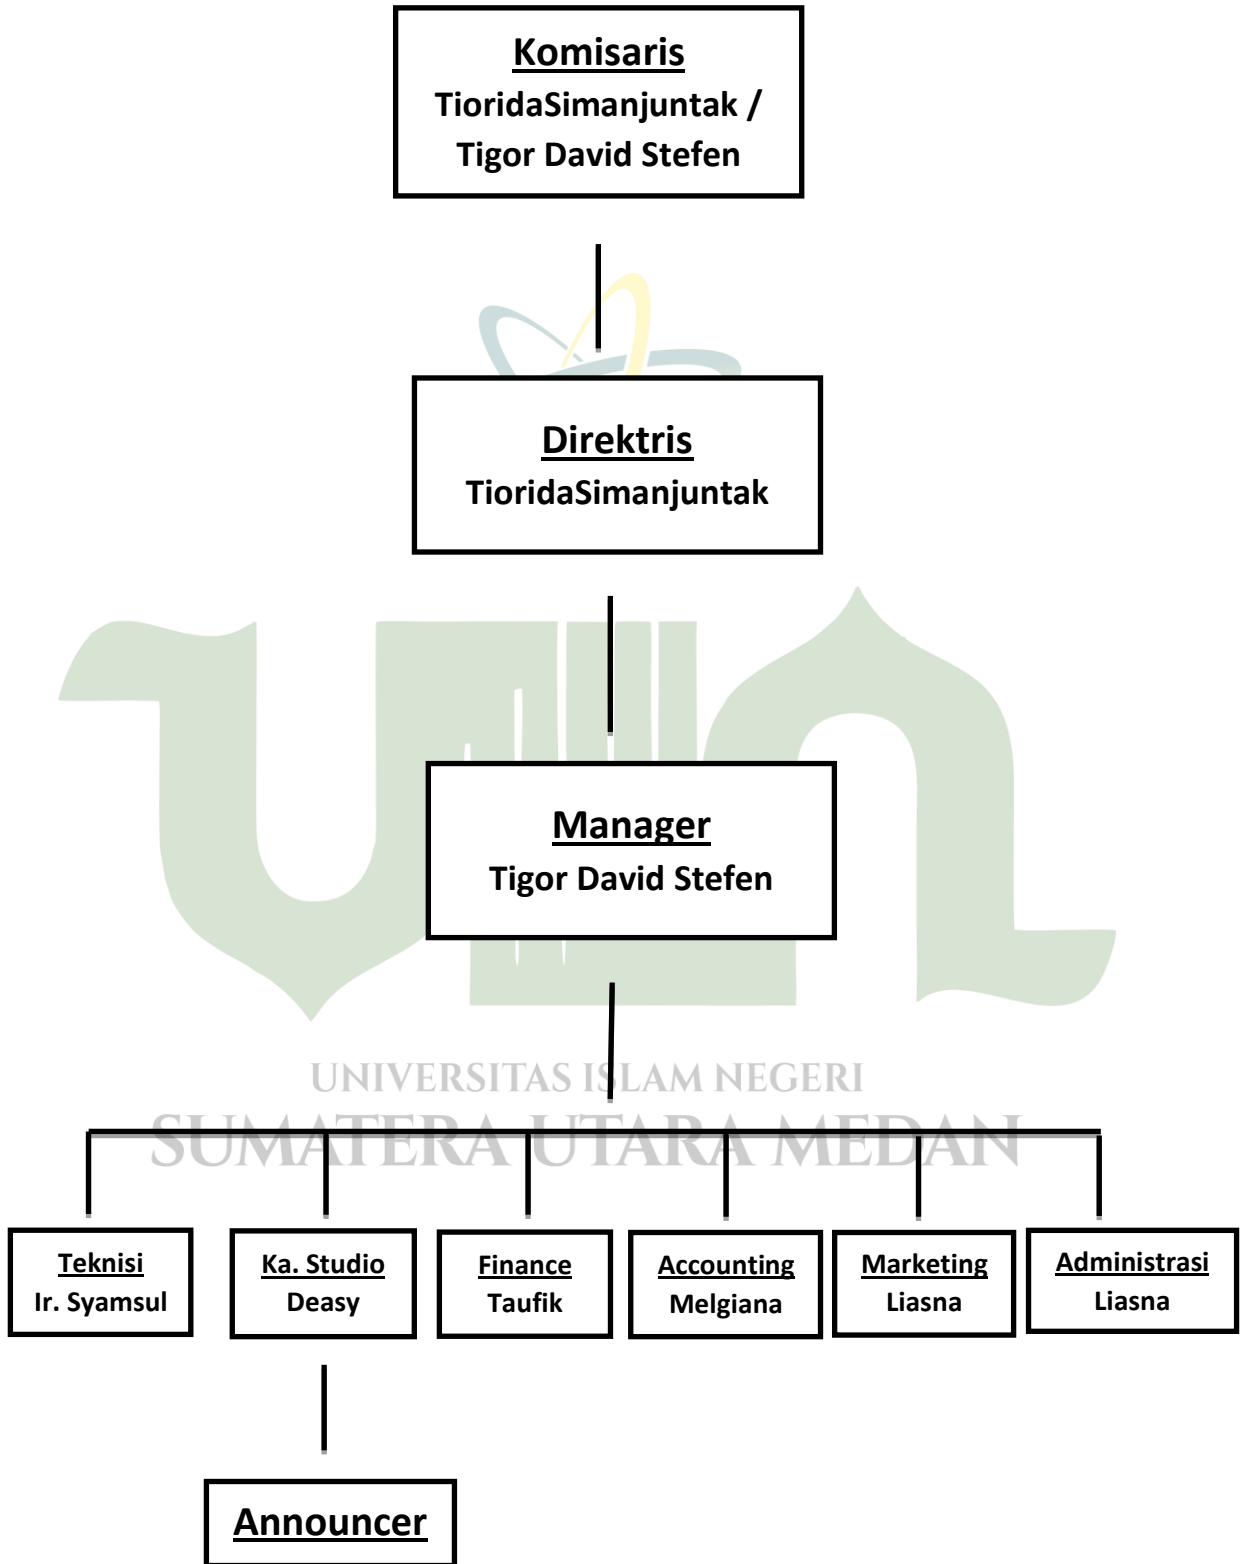 Komisaris
TioridaSimanjuntak /
Tigor David Stefen
Direktris
TioridaSimanjuntak
Manager
Tigor David Stefen
UNIVERSITAS ISLAM NEGERI
SUMATERA UTARA MEDAN
Teknisi
Ir. Syamsul
Ka. Studio
Deasy
Finance
Taufik
Accounting
Melgiana
Marketing
Liasna
Administrasi
Liasna
Announcer